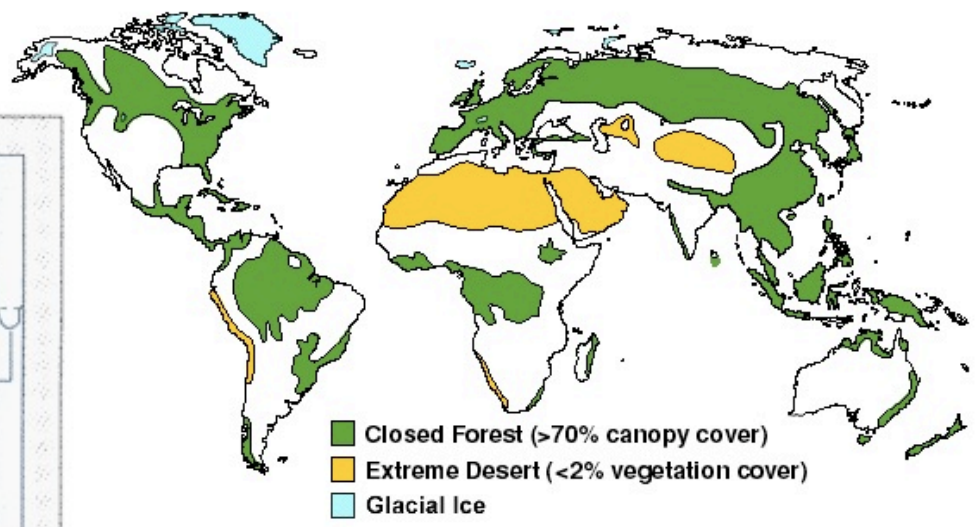 Closed Forest (>70% canopy cover)
Extreme Desert (<2% vegetation cover)
Glacial Ice